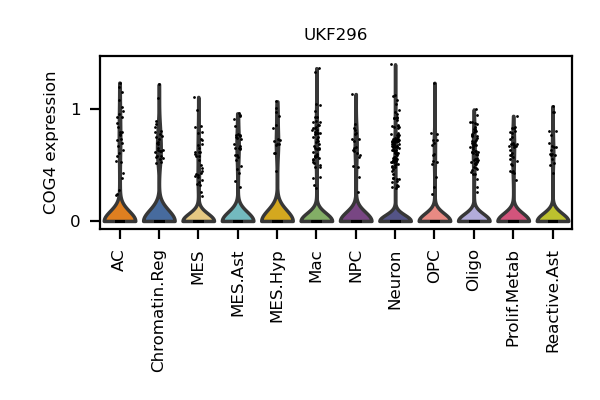 UKF296
COG4 expression
1
0
AC
Chromatin.Reg
MES
MES.Ast
MES.Hyp
Mac
NPC
Neuron
OPC
Oligo
Prolif.Metab
Reactive.Ast